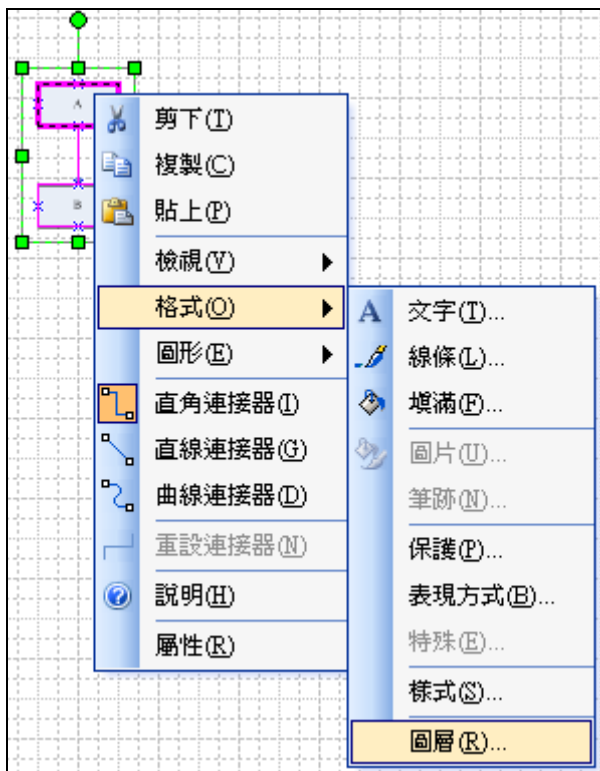 A
B
剪下(T)
複製(C)
貼上(P)
檢視(V)
格式(O)
圖形(E)
直角連接器(I)
直線連接器(G)
曲線連接器(D)
重設連接器(N)
說明(H)
屬性(R)
A 文字(T)...
線條(L)...
填滿(F)...
圖片(U)...
筆跡(N)...
保護(P)...
表現方式(B)...
特殊(E)...
樣式(S)...
圖層(R)...